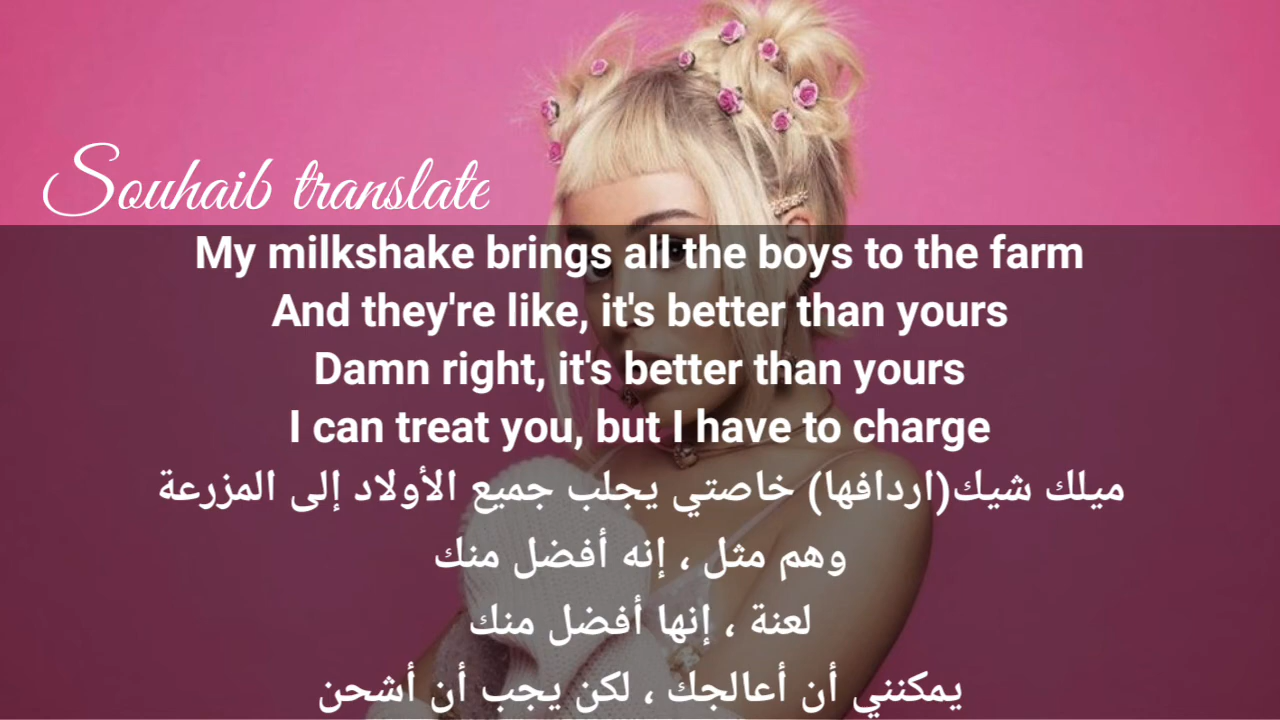 Souhaib translate
My milkshake brings all the boys to the farm
And they're like, it's better than yours
Damn right, it's better than yours
I can treat you, but I have to charge
ميلك شيك(اردافها) خاصتي يجلب جميع الأولاد إلى المزرعة
وهم مثل ، إنه أفضل منك
لعنة ، إنها أفضل منك
يمكنني أن أعالجك ، لكن يجب أن أشحن